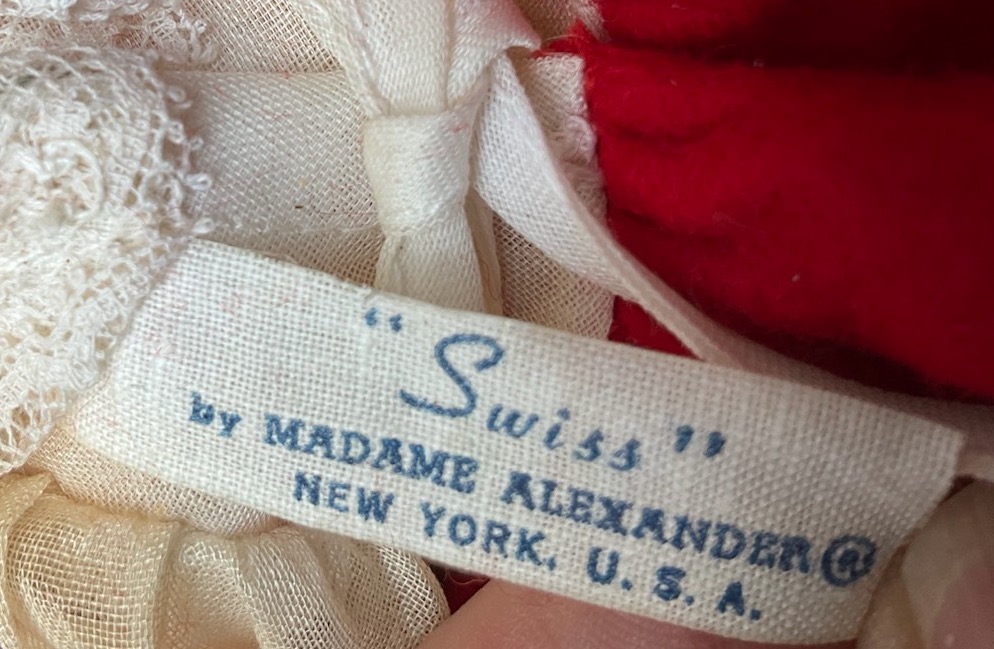 "Swiss"
by MADAME ALEXANDER®
NEW YORK, U.S.A.